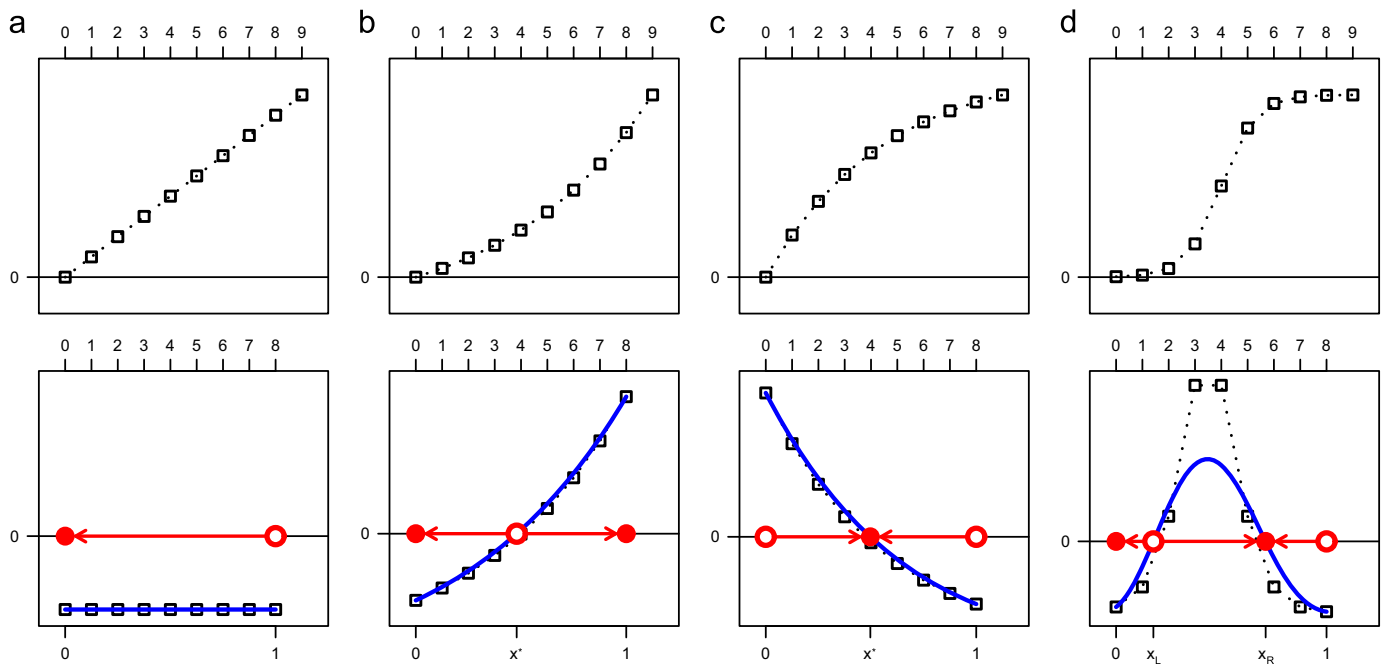 a b c d
0 1 2 3 4 5 6 7 8 9 0 1 2 3 4 5 6 7 8 9 0 1 2 3 4 5 6 7 8 9 0 1 2 3 4 5 6 7 8 9
0 0 0 0
0 1 2 3 4 5 6 7 8 0 1 2 3 4 5 6 7 8 0 1 2 3 4 5 6 7 8 0 1 2 3 4 5 6 7 8
0 0 0 0
0 1 0 x* 1 0 x* 1 0 x_L x_R 1